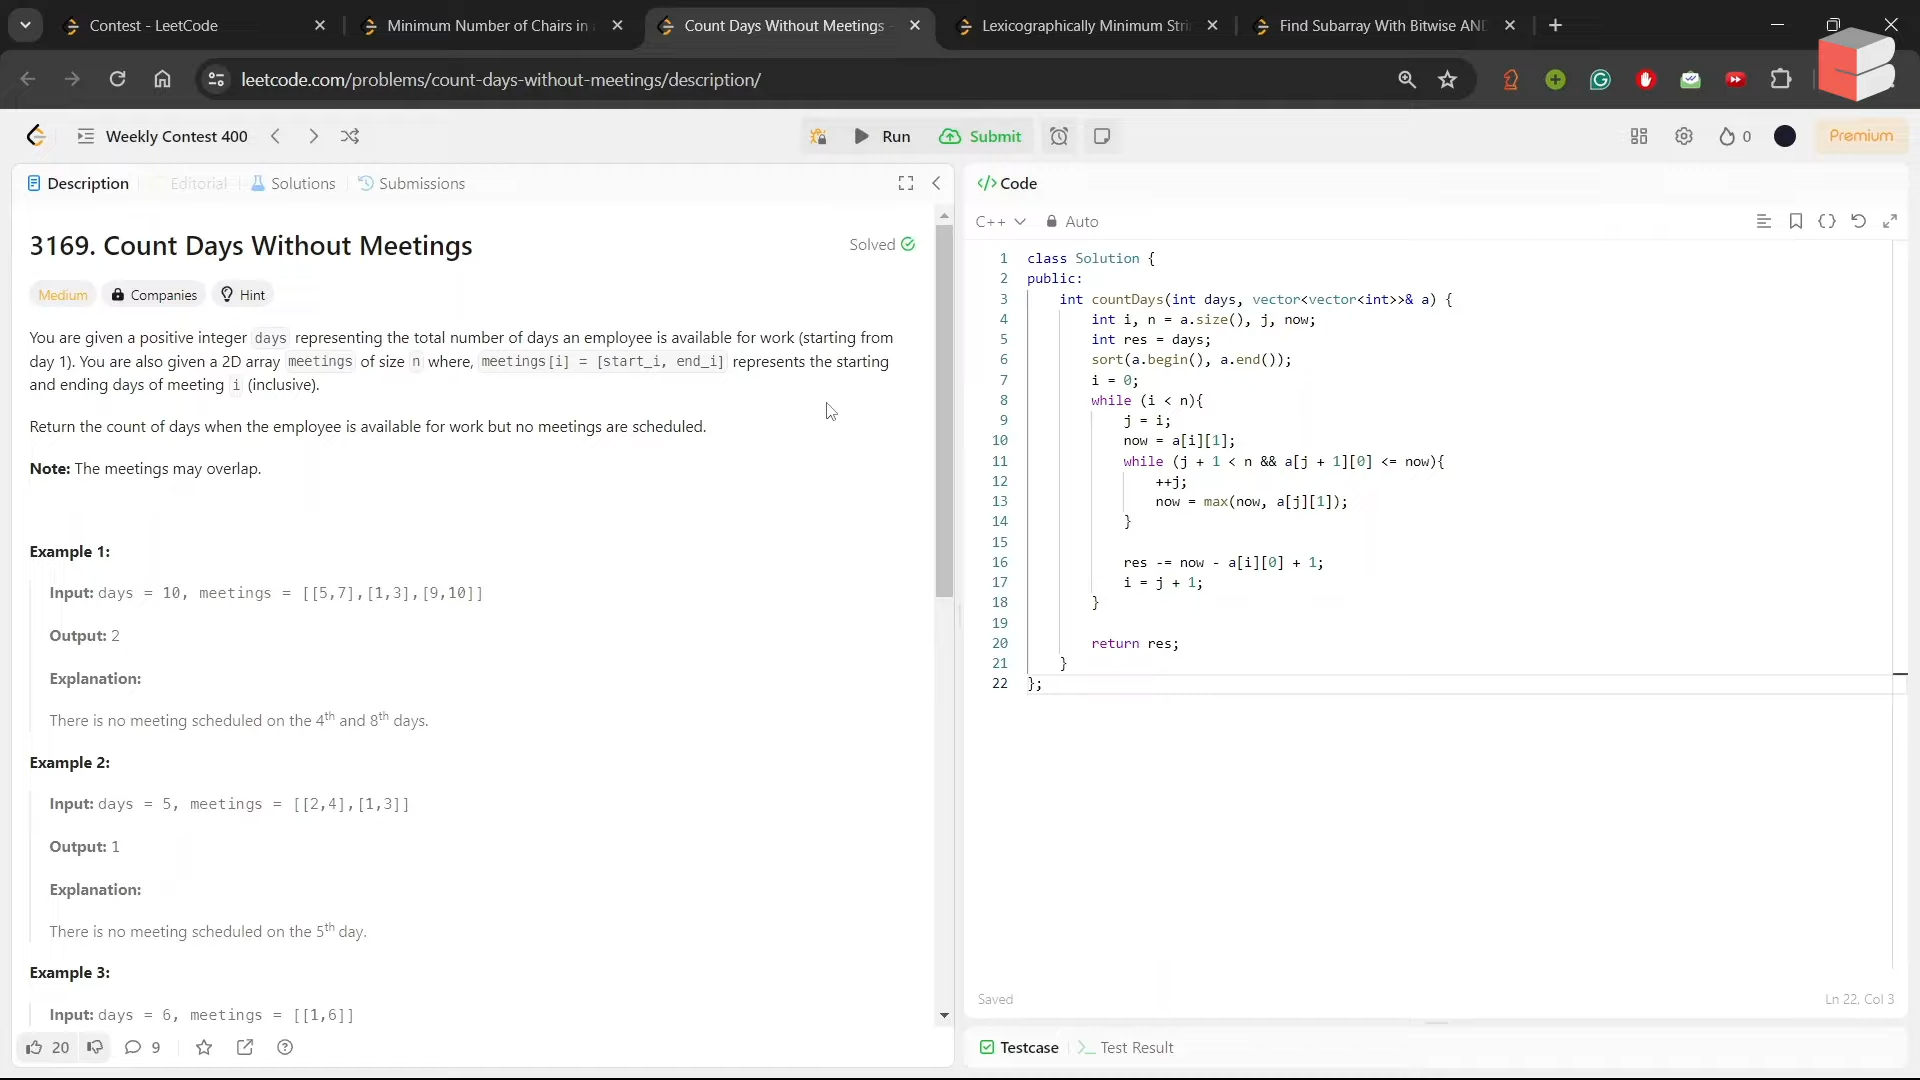 Contest - LeetCode
Minimum Number of Chairs in
Count Days Without Meetings -
Lexicographically Minimum Stri
Find Subarray With Bitwise AND
leetcode.com/problems/count-days-without-meetings/description/
Weekly Contest 400
Run
Submit
0
Premium
Description
Editorial
Solutions
Submissions
3169. Count Days Without Meetings
Solved
Medium
Companies
Hint
You are given a positive integer days representing the total number of days an employee is available for work (starting from
day 1). You are also given a 2D array meetings of size n where, meetings[i] = [start_i, end_i] represents the starting
and ending days of meeting i (inclusive).
Return the count of days when the employee is available for work but no meetings are scheduled.
Note: The meetings may overlap.
Example 1:
Input: days = 10, meetings = [[5,7],[1,3],[9,10]]
Output: 2
Explanation:
There is no meeting scheduled on the 4th and 8th days.
Example 2:
Input: days = 5, meetings = [[2,4],[1,3]]
Output: 1
Explanation:
There is no meeting scheduled on the 5th day.
Example 3:
Input: days = 6, meetings = [[1,6]]
20
9
</> Code
C++
Auto
1 class Solution {
2 public:
3 int countDays(int days, vector<vector<int>>& a) {
4 int i, n = a.size(), j, now;
5 int res = days;
6 sort(a.begin(), a.end());
7 i = 0;
8 while (i < n){
9 j = i;
10 now = a[i][1];
11 while (j + 1 < n && a[j + 1][0] <= now){
12 ++j;
13 now = max(now, a[j][1]);
14 }
15
16 res -= now - a[i][0] + 1;
17 i = j + 1;
18 }
19
20 return res;
21 }
22 };
Saved
Ln 22, Col 3
Testcase
Test Result